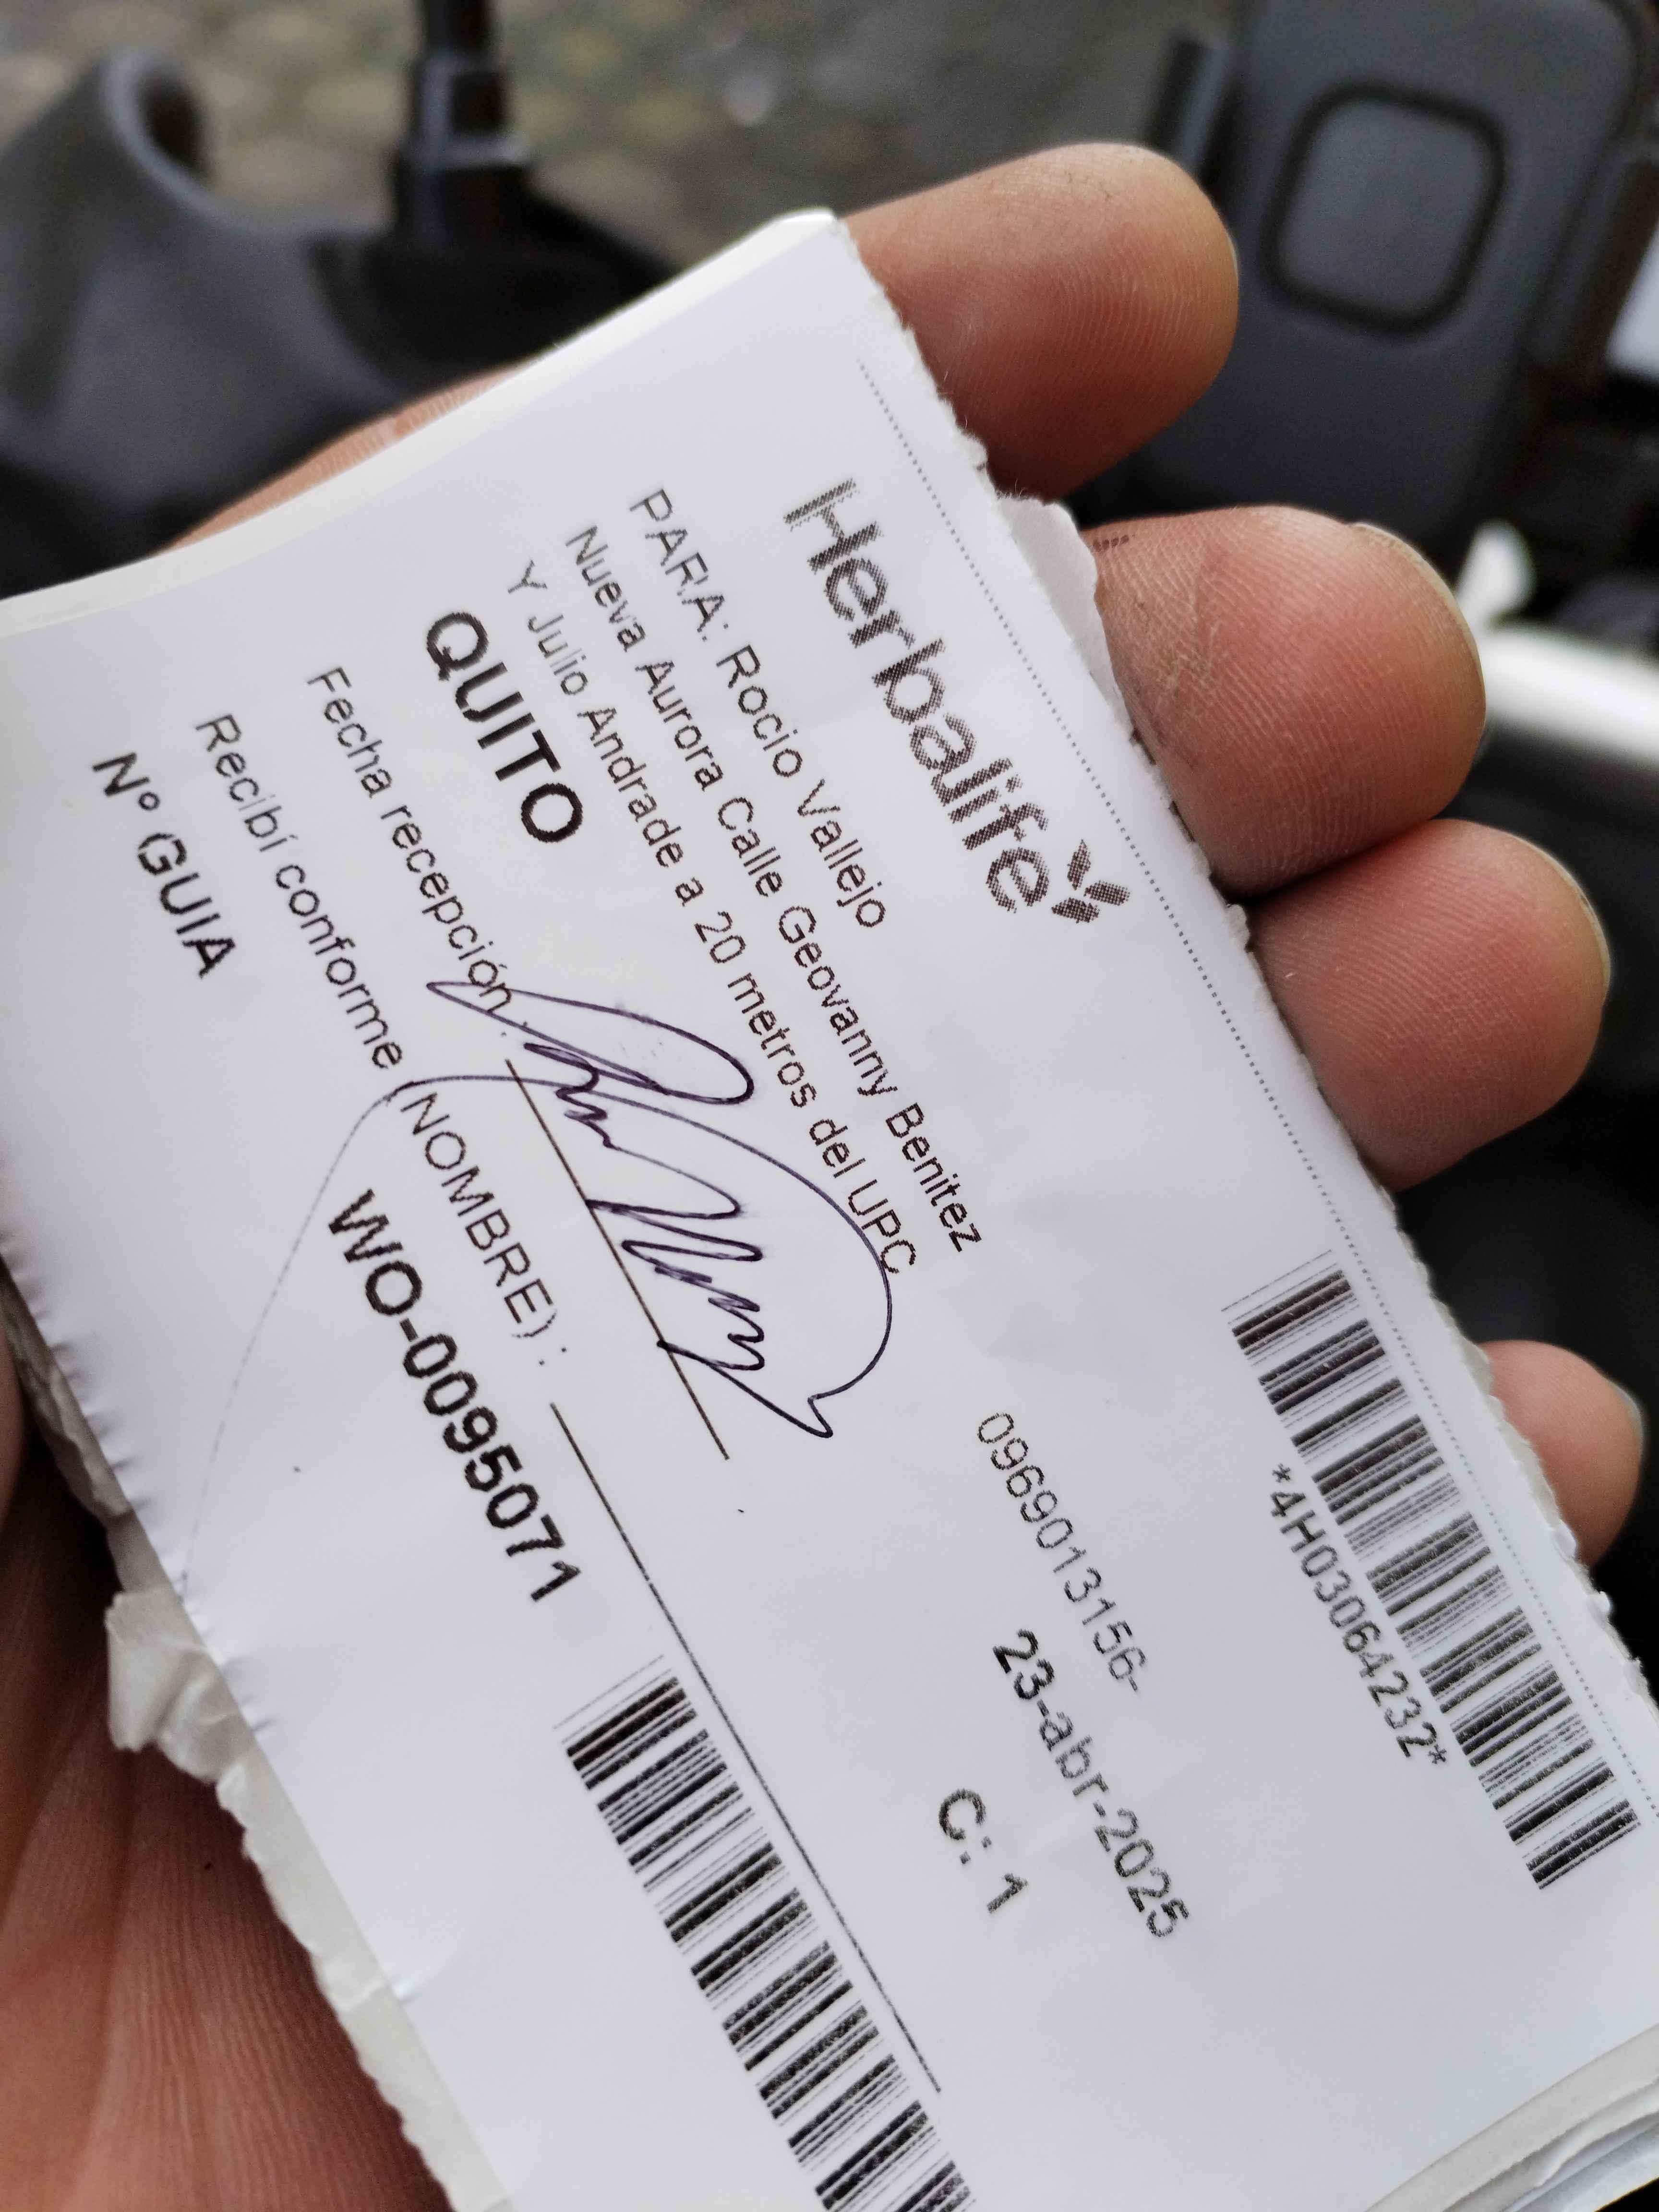 Herbalife
*4H03064232*
PARA: Rocio Vallejo
0969013156-
Nueva Aurora Calle Geovanny Benitez
Y Julio Andrade a 20 metros del UPC
23-abr-2025
QUITO
C: 1
Fecha recepción:
Recibí conforme (NOMBRE) :
Nº GUIA
WO-0095071